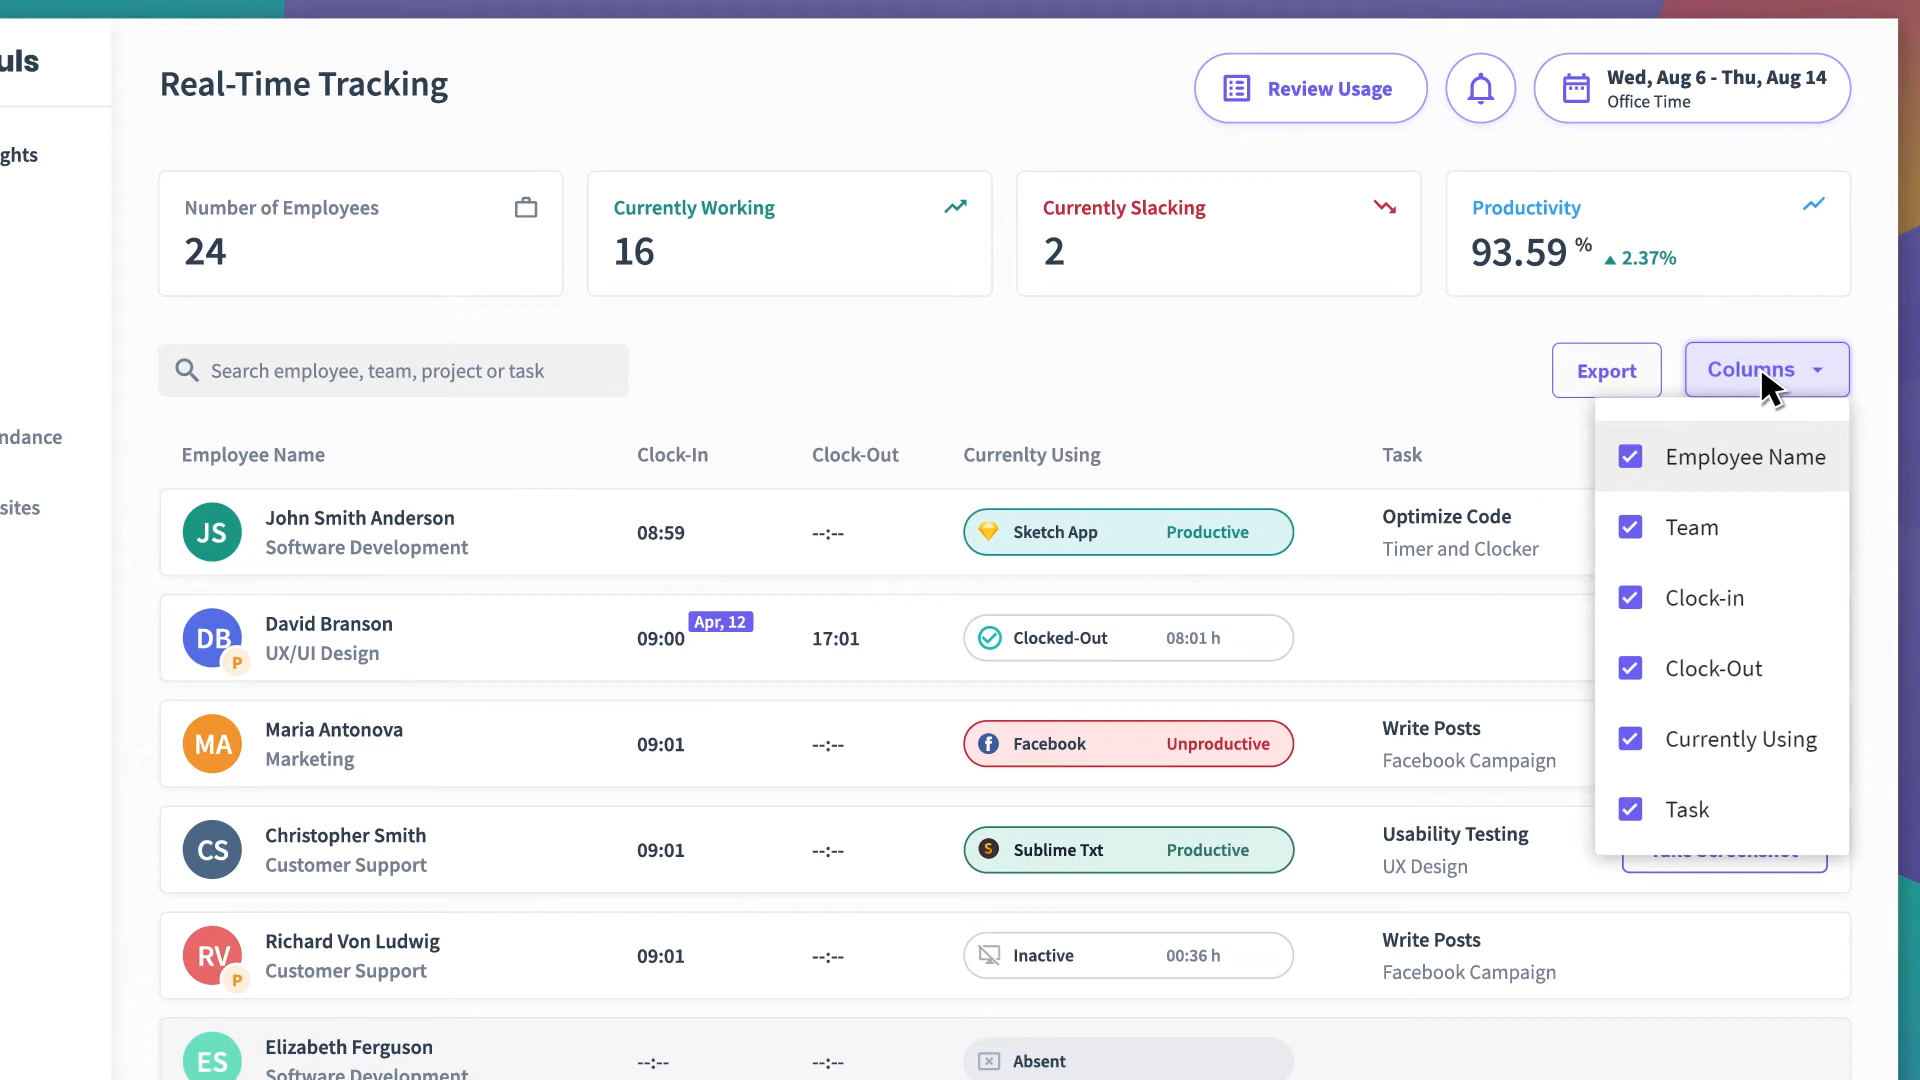 uls
ghts
ndance
sites
Real-Time Tracking
Review Usage
Wed, Aug 6 - Thu, Aug 14
Office Time
Number of Employees
24
Currently Working
16
Currently Slacking
2
Productivity
93.59 % ▲ 2.37%
Search employee, team, project or task
Export
Columns
Employee Name
Team
Clock-in
Clock-Out
Currently Using
Task
Employee Name Clock-In Clock-Out Currenlty Using Task
JS
John Smith Anderson
Software Development
08:59
--:--
Sketch App Productive
Optimize Code
Timer and Clocker
DB
P
David Branson
UX/UI Design
09:00
Apr, 12
17:01
Clocked-Out 08:01 h
MA
Maria Antonova
Marketing
09:01
--:--
f
Facebook Unproductive
Write Posts
Facebook Campaign
CS
Christopher Smith
Customer Support
09:01
--:--
S
Sublime Txt Productive
Usability Testing
UX Design
RV
P
Richard Von Ludwig
Customer Support
09:01
--:--
Inactive 00:36 h
Write Posts
Facebook Campaign
ES
Elizabeth Ferguson
Software Development
--:--
--:--
Absent